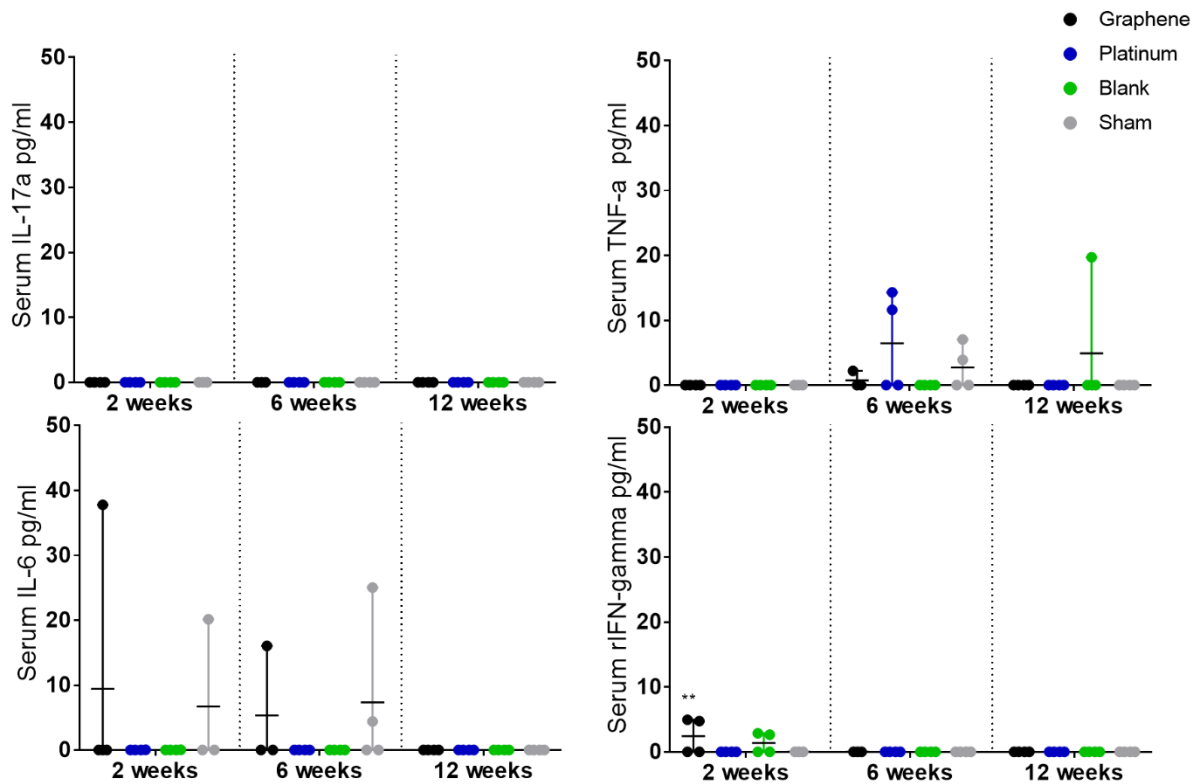 Graphene
Platinum
Blank
Sham
Serum IL-17a pg/ml
50
40
30
20
10
0
2 weeks 6 weeks 12 weeks
Serum TNF-a pg/ml
50
40
30
20
10
0
2 weeks 6 weeks 12 weeks
Serum IL-6 pg/ml
50
40
30
20
10
0
2 weeks 6 weeks 12 weeks
Serum rIFN-gamma pg/ml
50
40
30
20
10
0
**
2 weeks 6 weeks 12 weeks